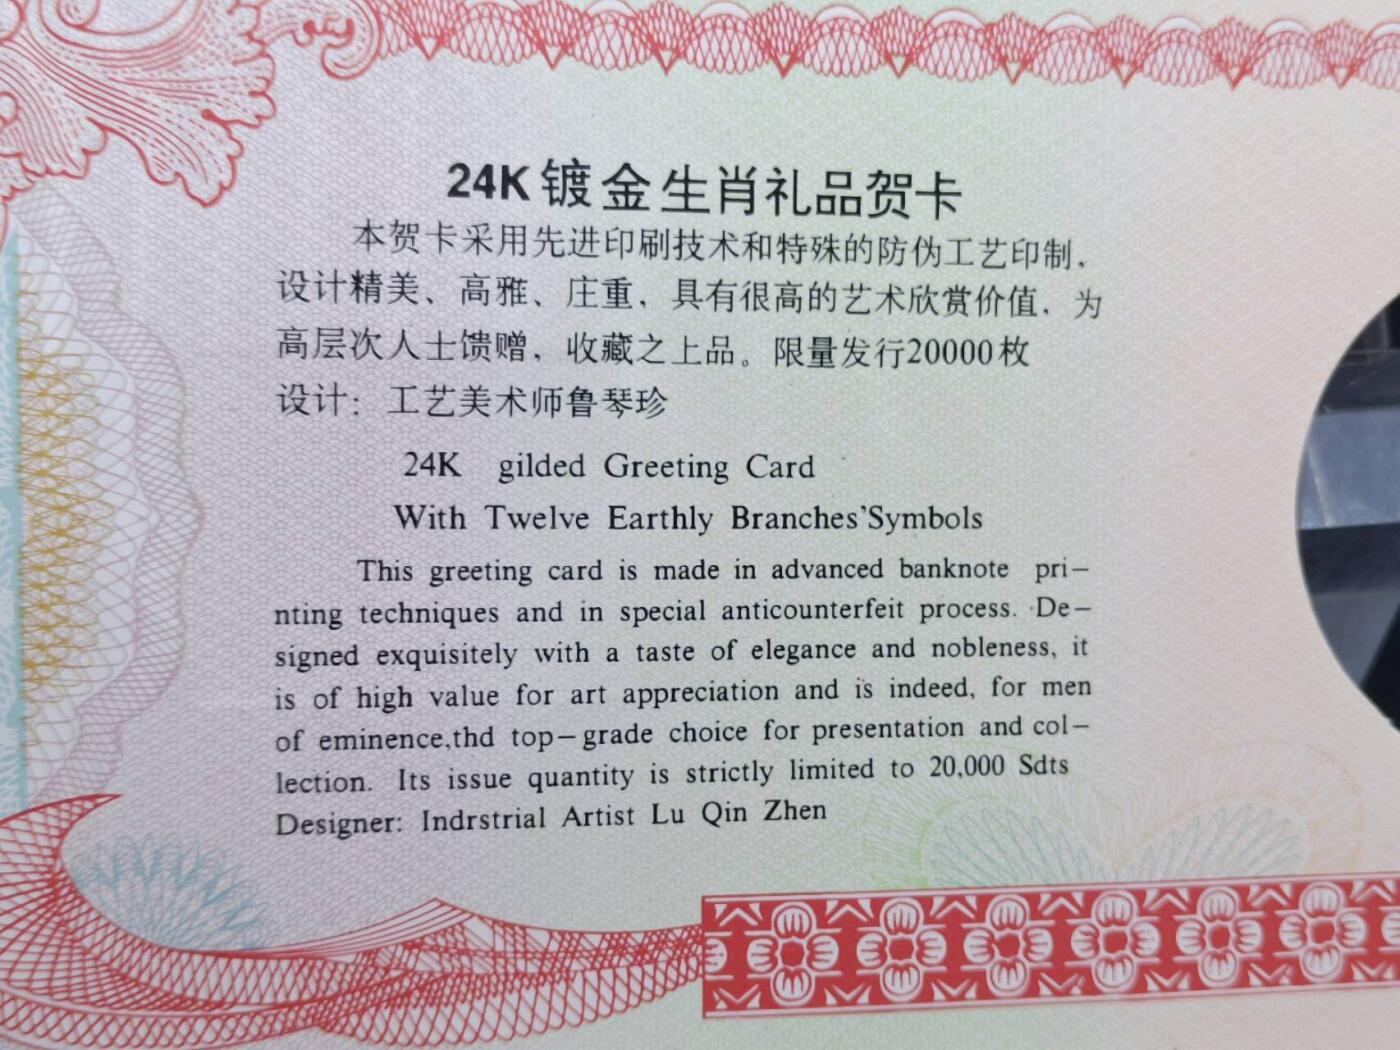 24K镀金生肖礼品贺卡
本贺卡采用先进印刷技术和特殊的防伪工艺印制，
设计精美、高雅、庄重，具有很高的艺术欣赏价值，为
高层次人士馈赠，收藏之上品。限量发行20000枚
设计：工艺美术师鲁琴珍
24K gilded Greeting Card
With Twelve Earthly Branches'Symbols
This greeting card is made in advanced banknote pri-
nting techniques and in special anticounterfeit process. De-
signed exquisitely with a taste of elegance and nobleness, it
is of high value for art appreciation and is indeed, for men
of eminence,thd top-grade choice for presentation and col-
lection. Its issue quantity is strictly limited to 20,000 Sdts
Designer: Indrstrial Artist Lu Qin Zhen